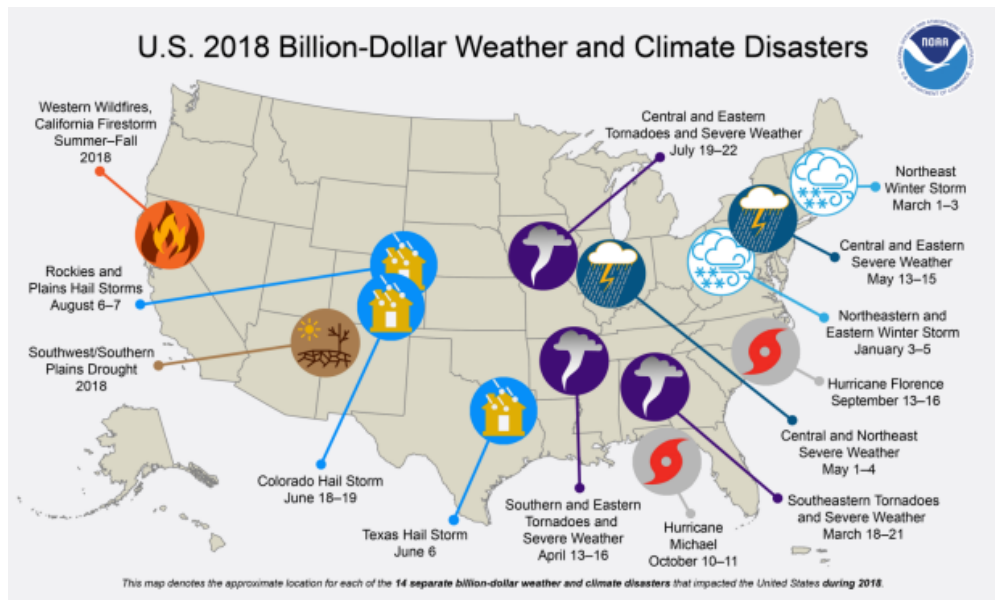 U.S. 2018 Billion-Dollar Weather and Climate Disasters
NOAA
Western Wildfires,
California Firestorm
Summer–Fall
2018
Central and Eastern
Tornadoes and Severe Weather
July 19–22
Northeast
Winter Storm
March 1–3
Central and Eastern
Severe Weather
May 13–15
Rockies and
Plains Hail Storms
August 6–7
Northeastern and
Eastern Winter Storm
January 3–5
Southwest/Southern
Plains Drought
2018
Hurricane Florence
September 13–16
Central and Northeast
Severe Weather
May 1–4
Colorado Hail Storm
June 18–19
Texas Hail Storm
June 6
Southern and Eastern
Tornadoes and
Severe Weather
April 13–16
Hurricane
Michael
October 10–11
Southeastern Tornadoes
and Severe Weather
March 18–21
This map denotes the approximate location for each of the 14 separate billion-dollar weather and climate disasters that impacted the United States during 2018.